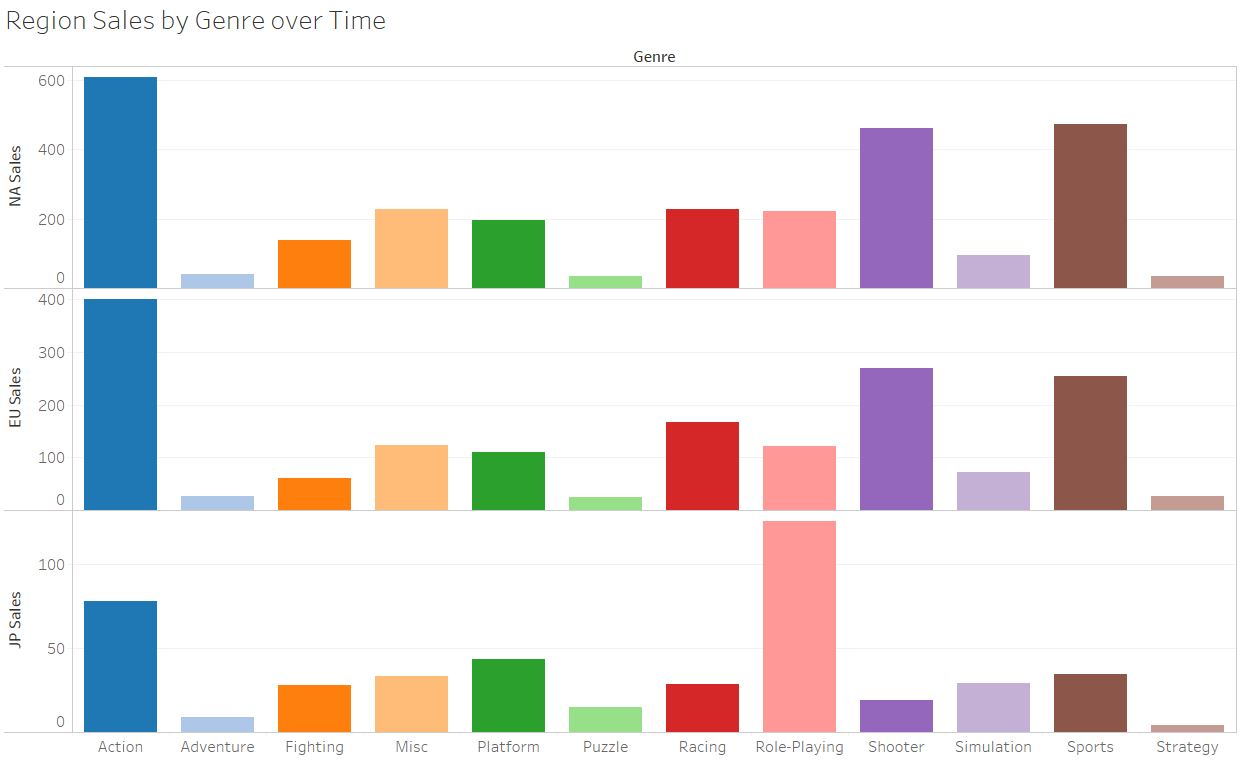 Region Sales by Genre over Time
Genre
600
400
200
0
NA Sales
400
300
200
100
0
EU Sales
100
50
0
JP Sales
Action Adventure Fighting Misc Platform Puzzle Racing Role-Playing Shooter Simulation Sports Strategy